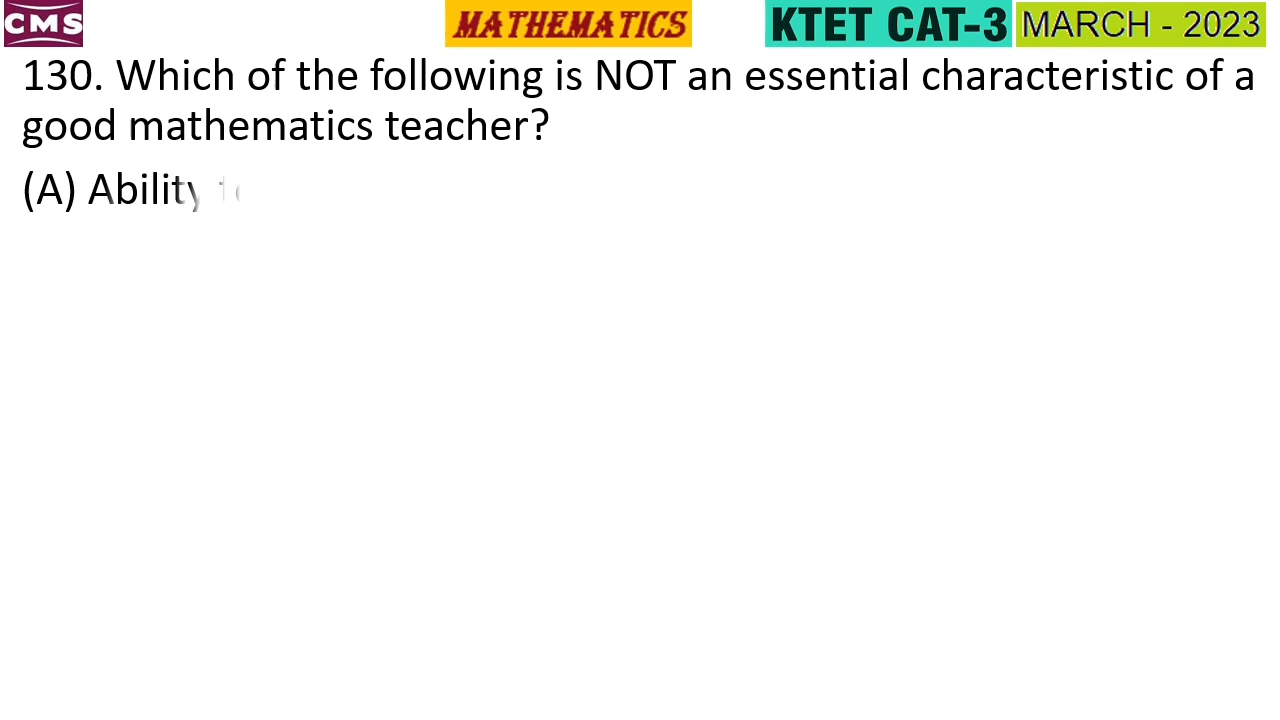 CMS MATHEMATICS KTET CAT-3 MARCH - 2023
130. Which of the following is NOT an essential characteristic of a
good mathematics teacher?
(A) Ability